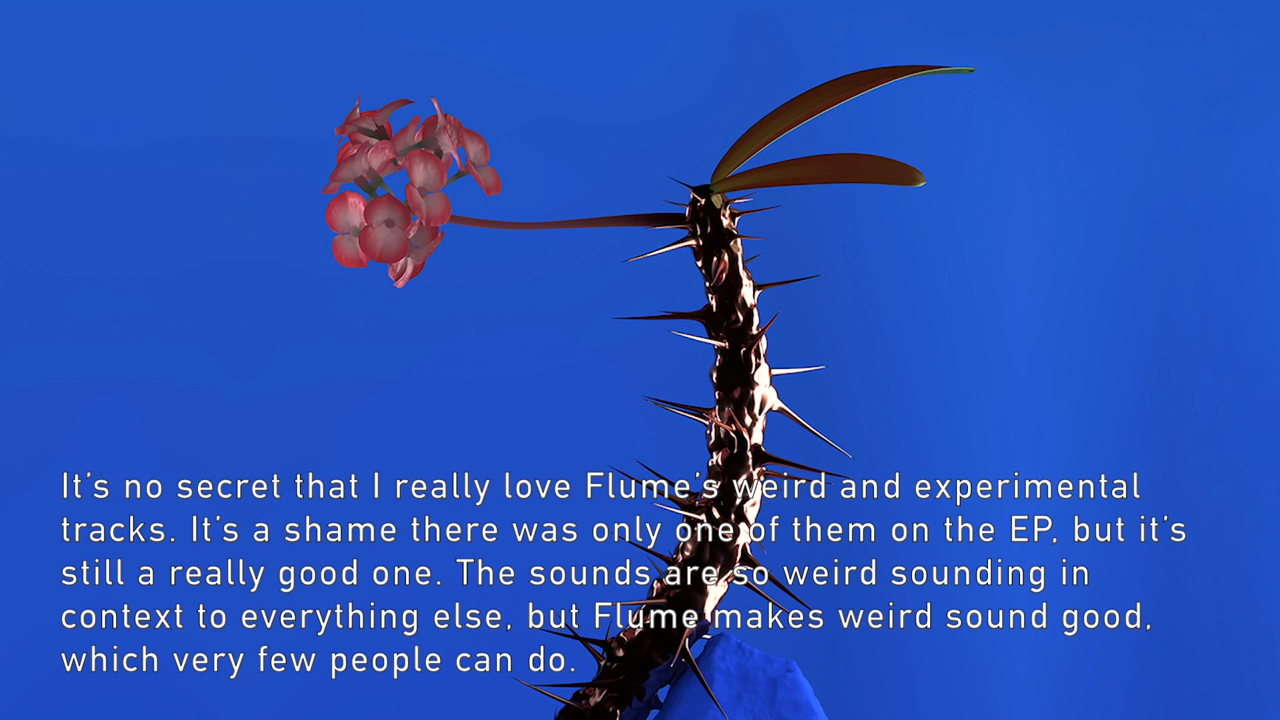 It's no secret that I really love Flume's weird and experimental
tracks. It's a shame there was only one of them on the EP, but it's
still a really good one. The sounds are so weird sounding in
context to everything else, but Flume makes weird sound good,
which very few people can do.